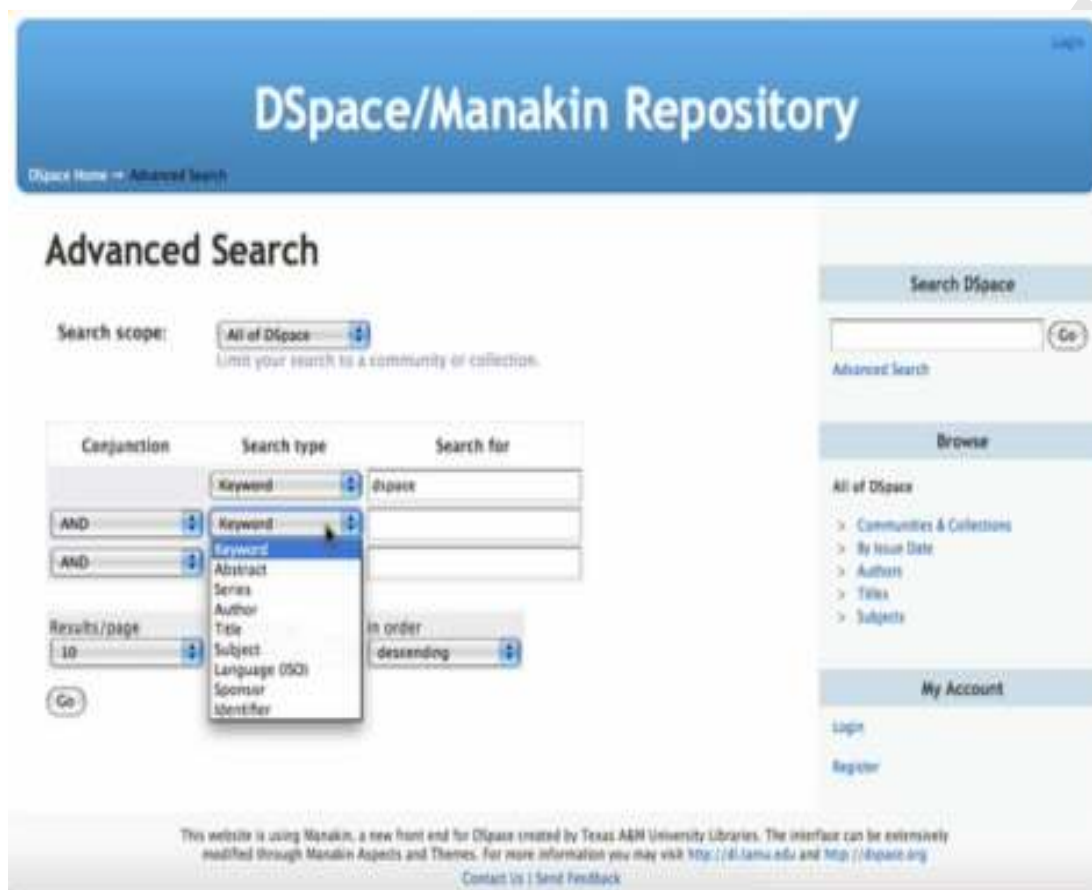 Login
DSpace/Manakin Repository
DSpace Home → Advanced Search
Advanced Search
Search scope:
All of DSpace
Limit your search to a community or collection.
Conjunction Search type Search for
Keyword dspace
AND Keyword
Keyword
AND
Abstract
Series
Author
Title
Subject
Language (ISO)
Sponsor
Identifier
Results/page in order
10 descending
Go
Search DSpace
Go
Advanced Search
Browse
All of DSpace
> Communities & Collections
> By Issue Date
> Authors
> Titles
> Subjects
My Account
Login
Register
This website is using Manakin, a new front end for DSpace created by Texas A&M University Libraries. The interface can be extensively
modified through Manakin Aspects and Themes. For more information you may visit http://di.tamu.edu and http://dspace.org
Contact Us | Send Feedback